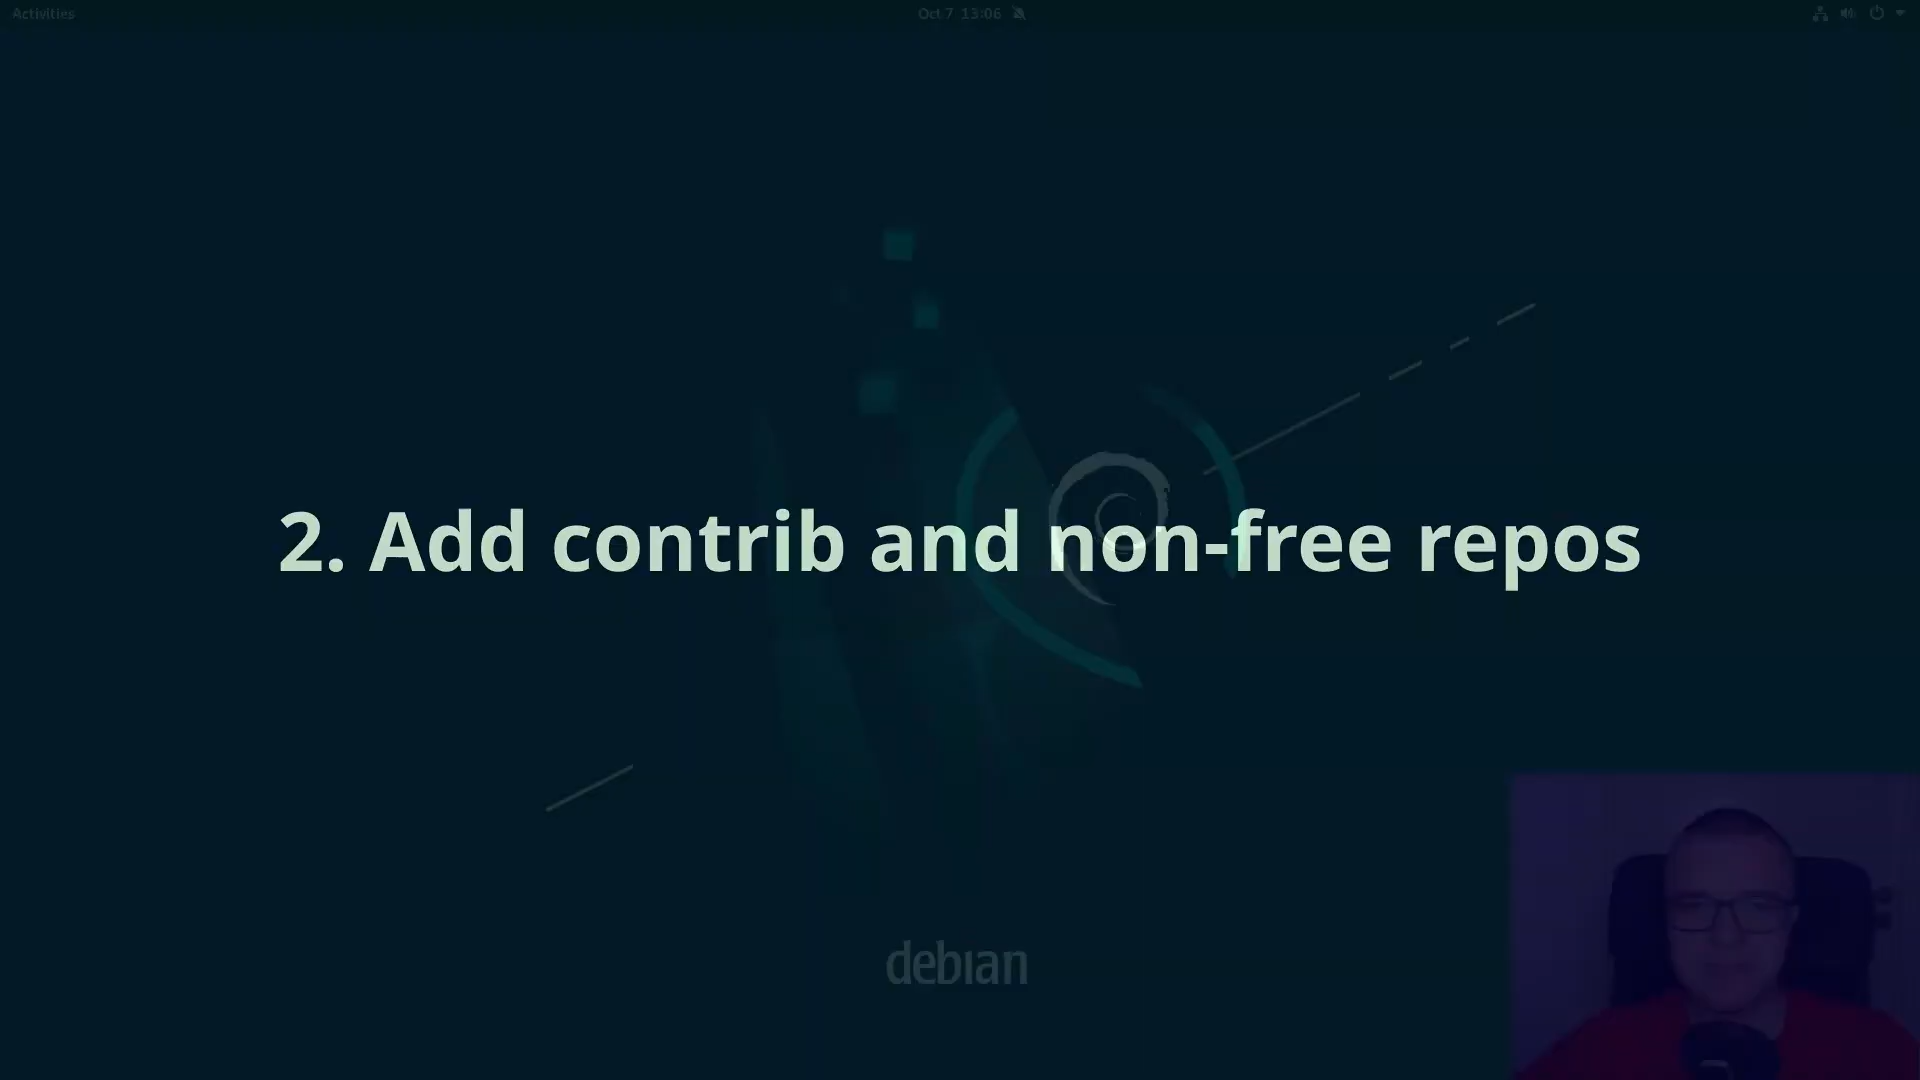 Activities
Oct 7 13:06
2. Add contrib and non-free repos
debian